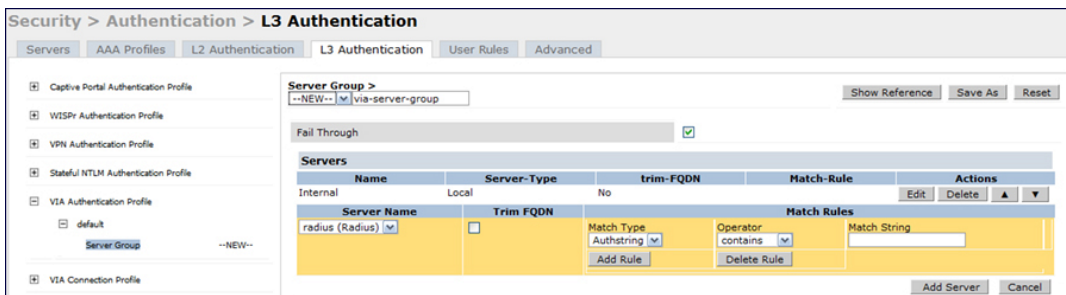 Security > Authentication > L3 Authentication
Servers AAA Profiles L2 Authentication L3 Authentication User Rules Advanced
Captive Portal Authentication Profile
WISPr Authentication Profile
VPN Authentication Profile
Stateful NTLM Authentication Profile
VIA Authentication Profile
default
Server Group --NEW--
VIA Connection Profile
Server Group >
--NEW-- via-server-group
Show Reference Save As Reset
Fail Through
Servers
Name Server-Type trim-FQDN Match-Rule Actions
Internal Local No Edit Delete ▲ ▼
Server Name Trim FQDN Match Rules
radius (Radius)
Match Type Operator Match String
Authstring contains
Add Rule Delete Rule
Add Server Cancel